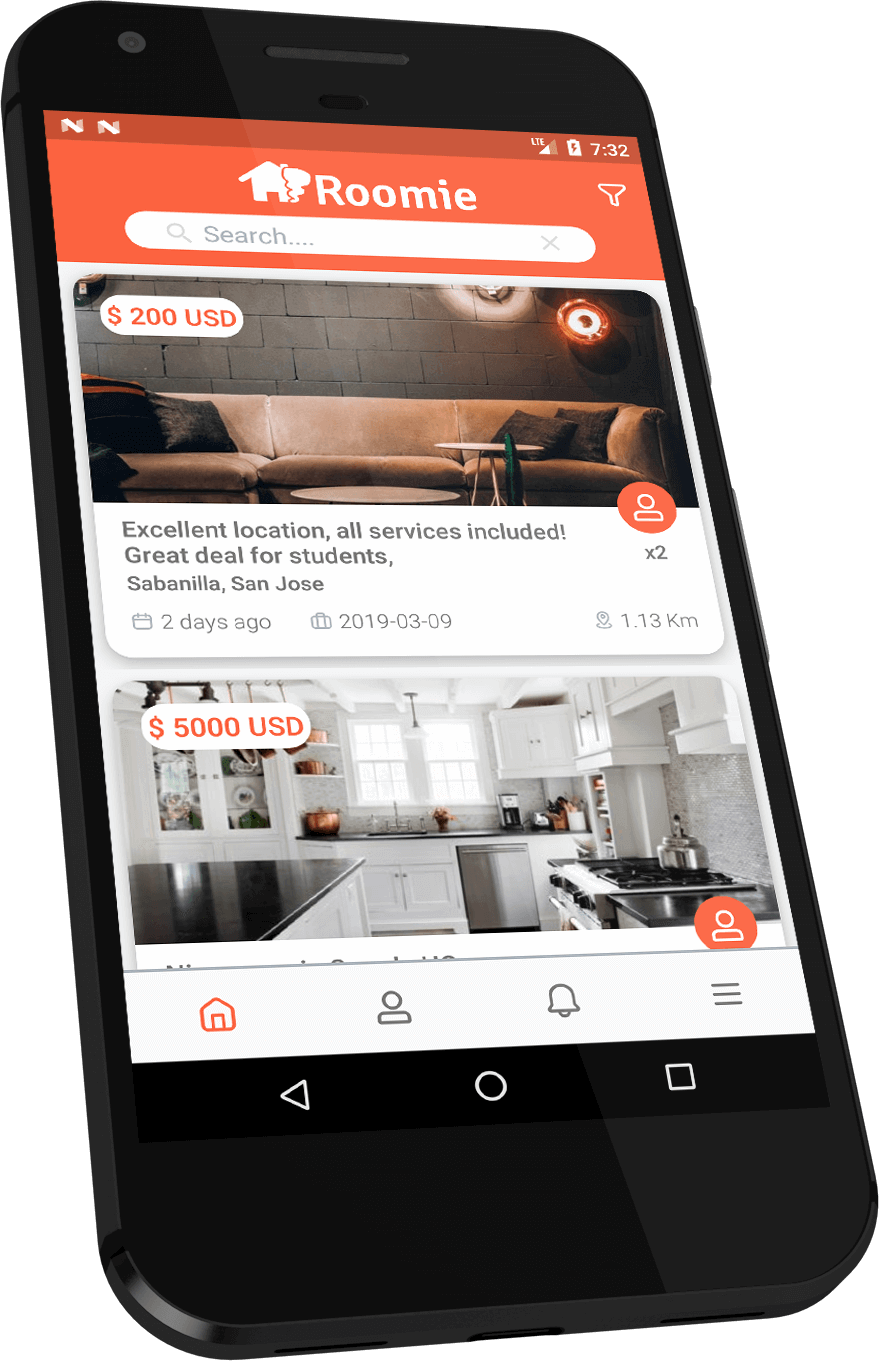 LTE 7:32
Roomie
Search....
$ 200 USD
Excellent location, all services included!
Great deal for students,
x2
Sabanilla, San Jose
2 days ago 2019-03-09 1.13 Km
$ 5000 USD